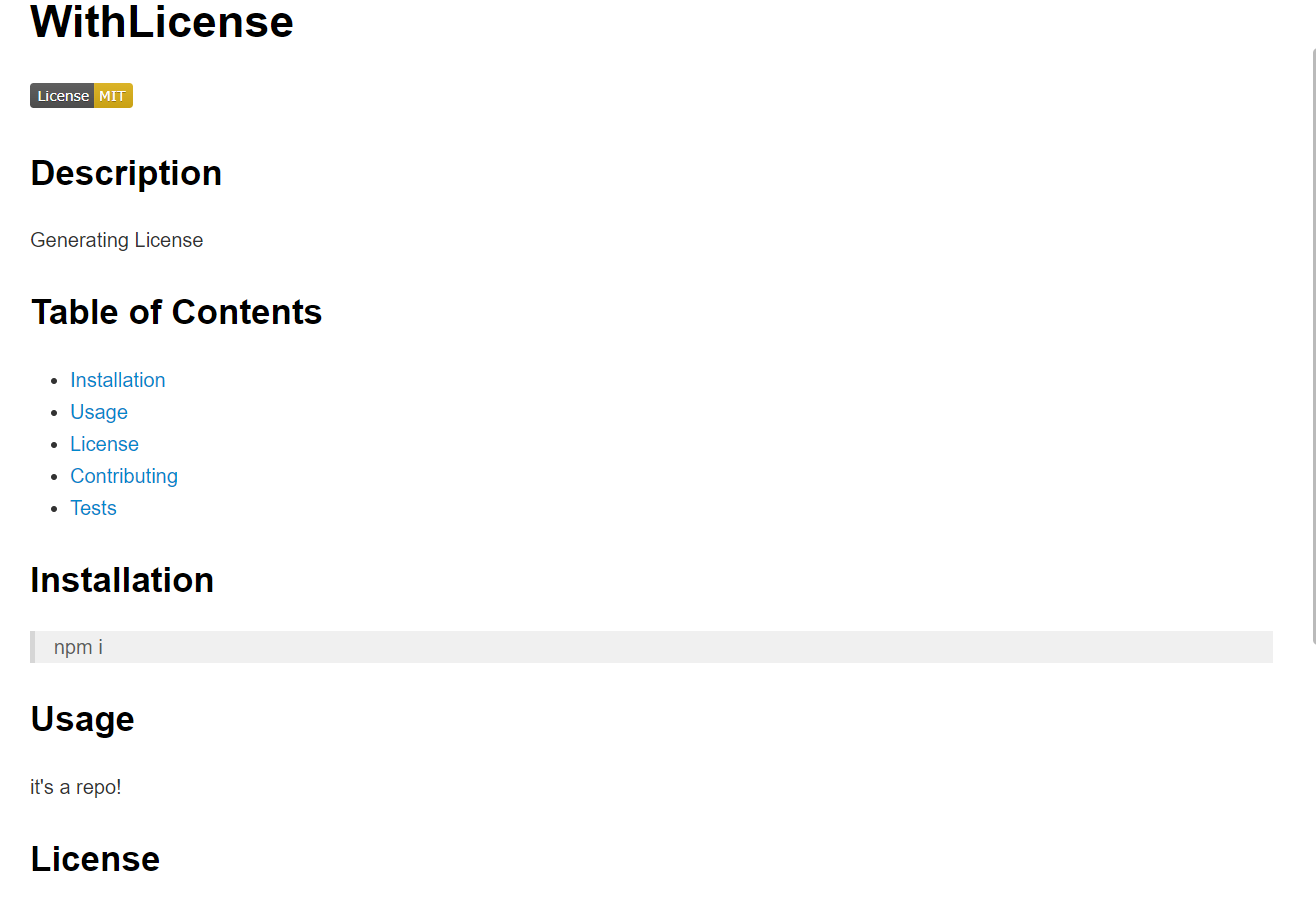 WithLicense
License MIT
Description
Generating License
Table of Contents
Installation
Usage
License
Contributing
Tests
Installation
npm i
Usage
it's a repo!
License